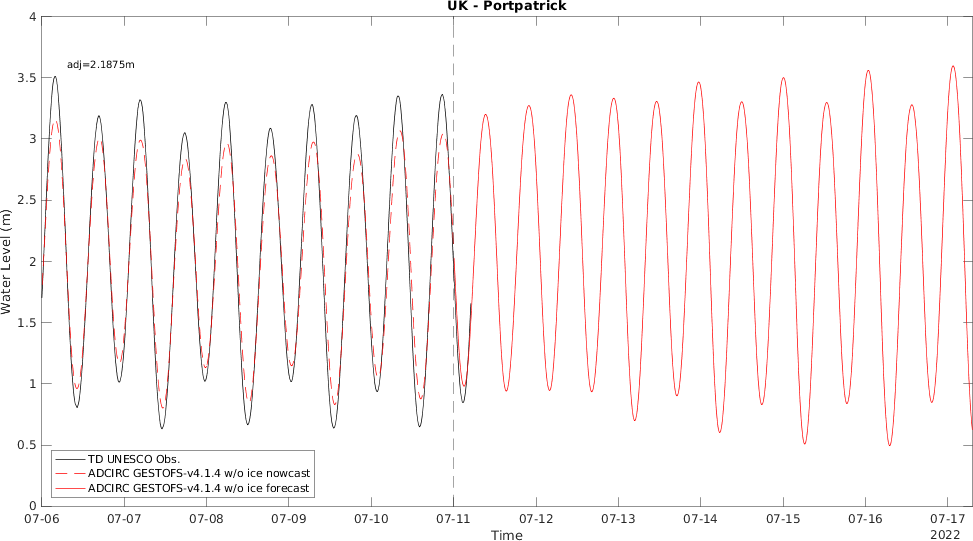 UK - Portpatrick
adj=2.1875m
4
3.5
3
2.5
2
1.5
1
0.5
0
Water Level (m)
TD UNESCO Obs.
ADCIRC GESTOFS-v4.1.4 w/o ice nowcast
ADCIRC GESTOFS-v4.1.4 w/o ice forecast
07-06 07-07 07-08 07-09 07-10 07-11 07-12 07-13 07-14 07-15 07-16 07-17
Time
2022